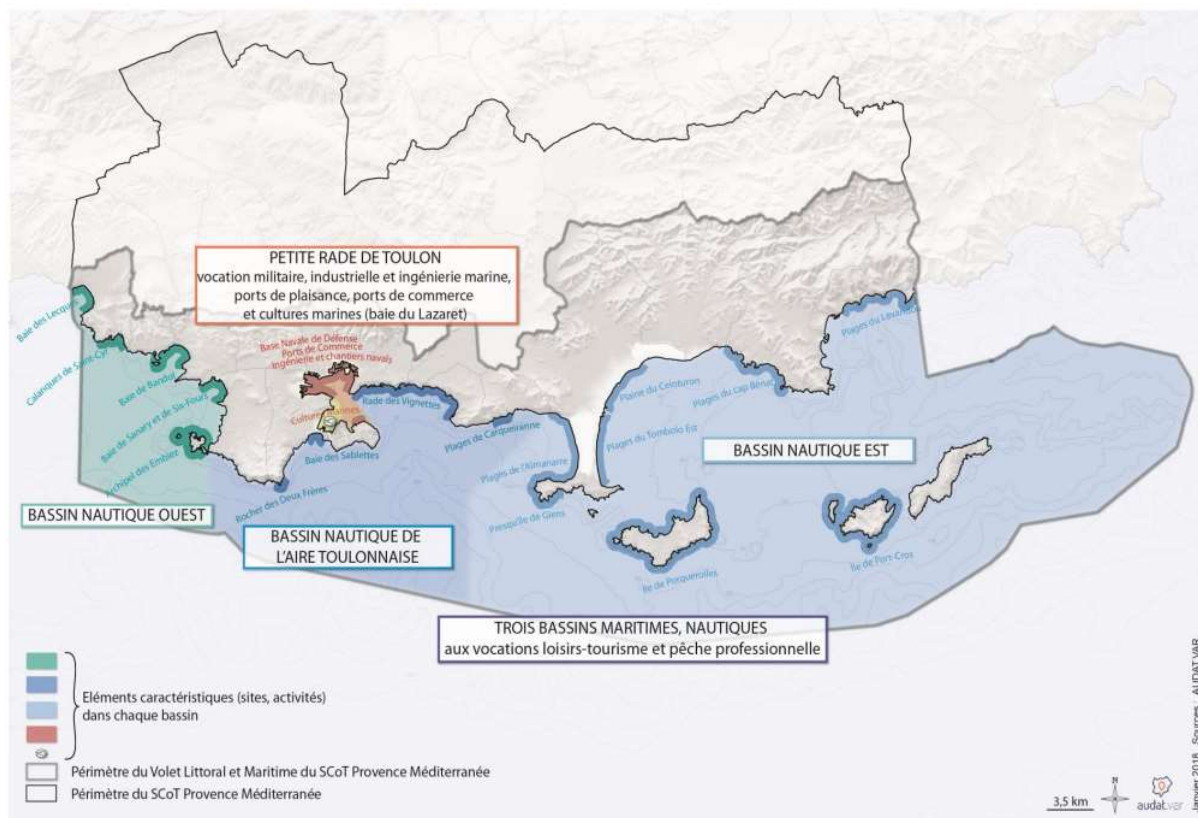 PETITE RADE DE TOULON
vocation militaire, industrielle et ingénierie marine,
ports de plaisance, ports de commerce
et cultures marines (baie du Lazaret)
Base Navale de Défense
Ports de Commerce
Ingénierie et chantiers navals
Baie des Lecques
Calanques de Saint-Cyr
Baie de Bandol
Baie de Sanary et de Six-Fours
Archipel des Embiez
Cultures marines
Rade des Vignettes
Baie des Sablettes
Rocher des Deux Frères
Plages de Carqueiranne
Plages de l'Almanarre
Presqu'île de Giens
Plaine du Ceinturon
Plages du Tombolo Est
Plages du cap Bénat
Plages du Lavandou
Île de Porquerolles
Île de Port-Cros
BASSIN NAUTIQUE OUEST
BASSIN NAUTIQUE DE
L'AIRE TOULONNAISE
BASSIN NAUTIQUE EST
TROIS BASSINS MARITIMES, NAUTIQUES
aux vocations loisirs-tourisme et pêche professionnelle
Eléments caractéristiques (sites, activités)
dans chaque bassin
Périmètre du Volet Littoral et Maritime du SCoT Provence Méditerranée
Périmètre du SCoT Provence Méditerranée
3,5 km
N
audat.var
Janvier 2018 Sources : AUDAT.VAR